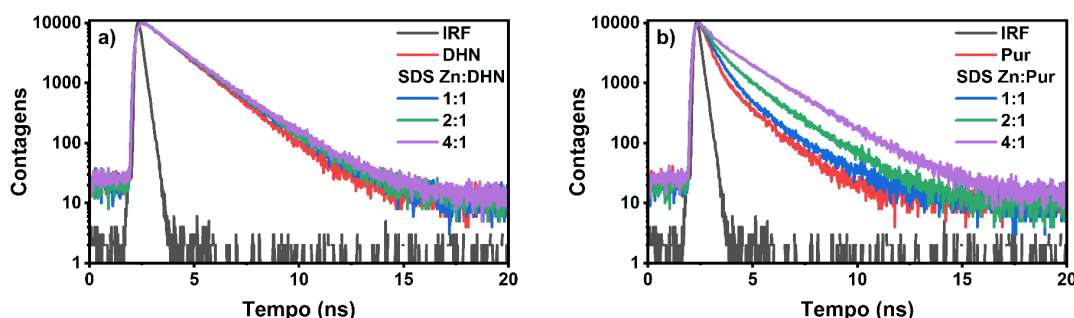 a)
IRF
DHN
SDS Zn:DHN
1:1
2:1
4:1
Contagens
10000
1000
100
10
1
0 5 10 15 20
Tempo (ns)
b)
IRF
Pur
SDS Zn:Pur
1:1
2:1
4:1
Contagens
10000
1000
100
10
1
0 5 10 15 20
Tempo (ns)